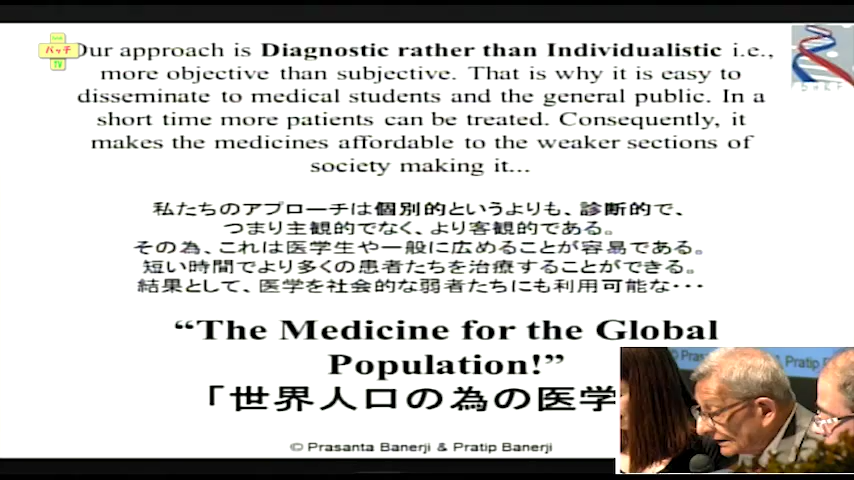 バッチ
TV
Our approach is Diagnostic rather than Individualistic i.e.,
more objective than subjective. That is why it is easy to
disseminate to medical students and the general public. In a
short time more patients can be treated. Consequently, it
makes the medicines affordable to the weaker sections of
society making it...
私たちのアプローチは個別的というよりも、診断的で、
つまり主観的でなく、より客観的である。
その為、これは医学生や一般に広めることが容易である。
短い時間でより多くの患者たちを治療することができる。
結果として、医学を社会的な弱者たちにも利用可能な・・・
“The Medicine for the Global
Population!”
「世界人口の為の医学
© Prasanta Banerji & Pratip Banerji
& Pratip